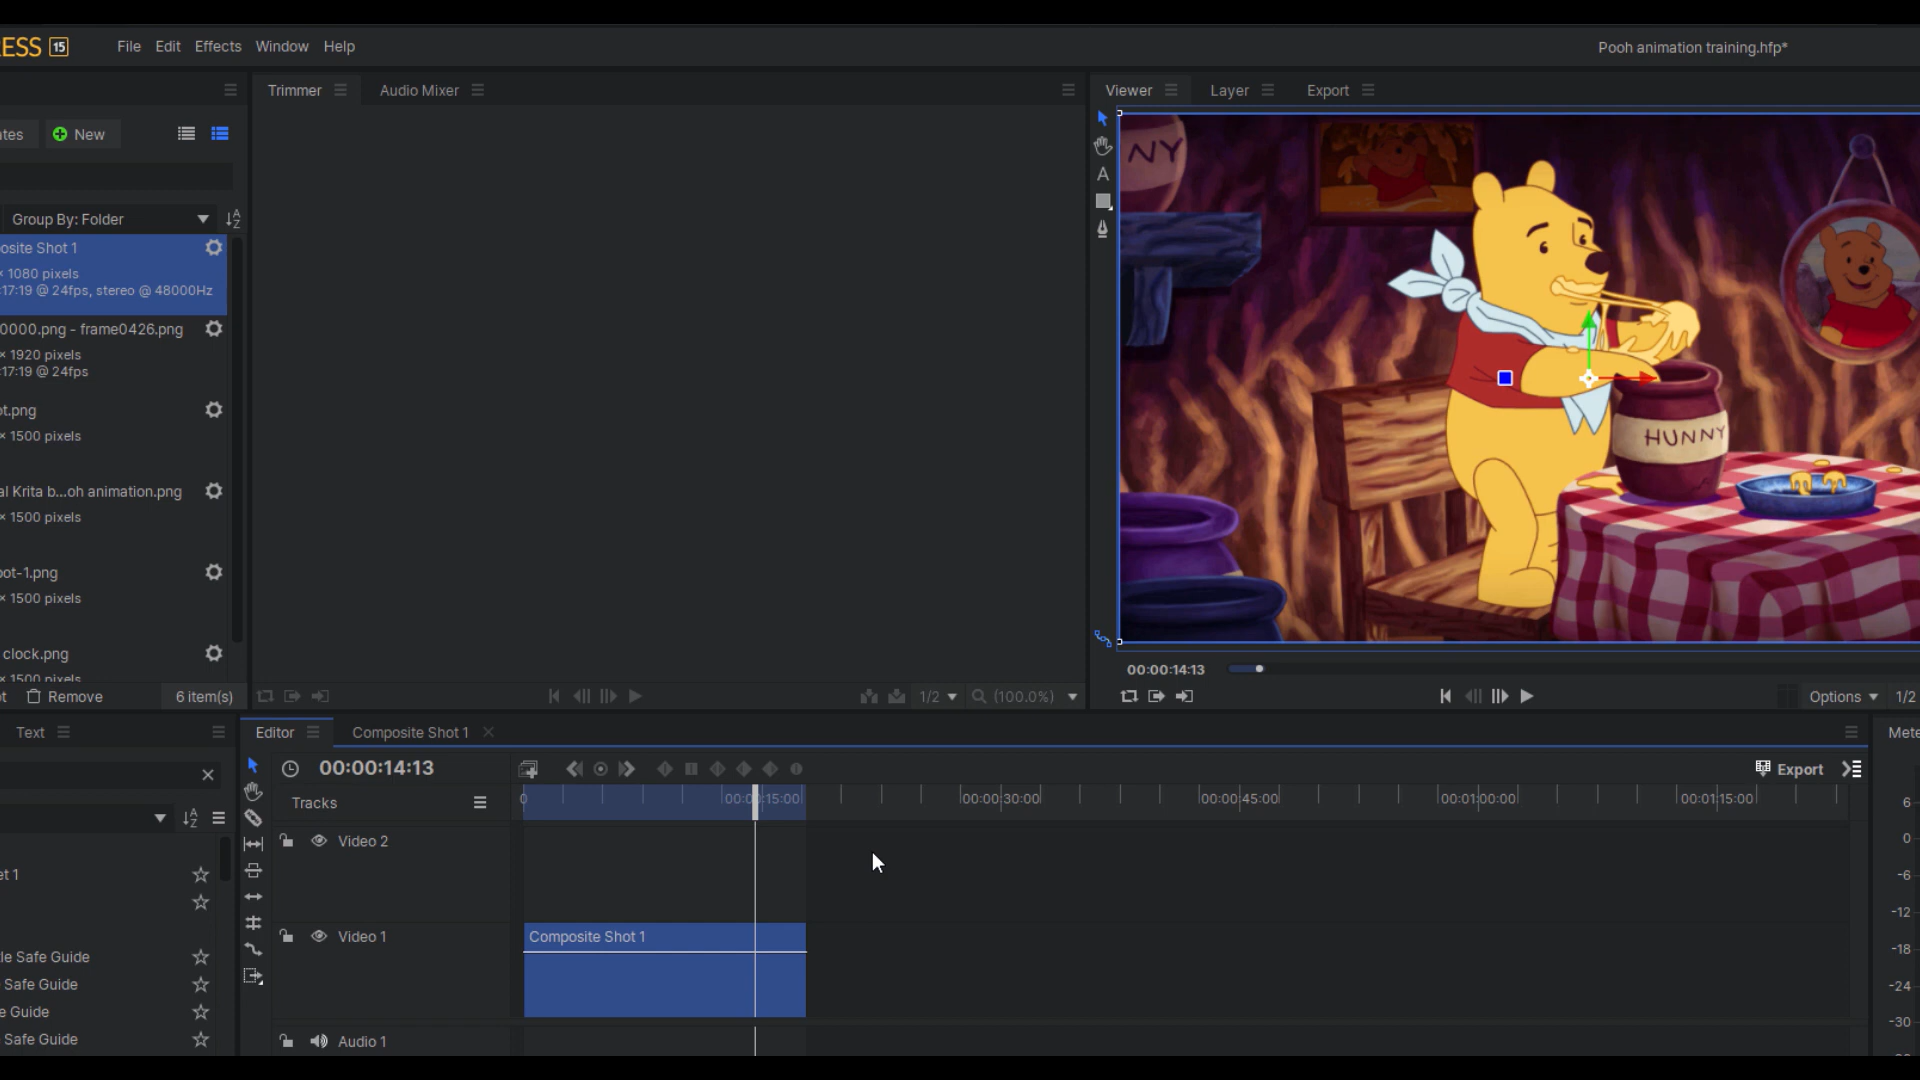 ESS 15 File Edit Effects Window Help Pooh animation training.hfp*
Trimmer Audio Mixer Viewer Layer Export
ates New
NY
Group By: Folder
osite Shot 1
× 1080 pixels
:17:19 @ 24fps, stereo @ 48000Hz
0000.png - frame0426.png
× 1920 pixels
:17:19 @ 24fps
ot.png
× 1500 pixels
al Krita b...oh animation.png
× 1500 pixels
pot-1.png
× 1500 pixels
clock.png
× 1500 pixels
HUNNY
00:00:14:13
Remove 6 item(s) 1/2 (100.0%) Options 1/2
Text Editor Composite Shot 1 Mete
00:00:14:13 Export
Tracks 0 00:00:15:00 00:00:30:00 00:00:45:00 00:01:00:00 00:01:15:00
Video 2
et 1
Video 1 Composite Shot 1
le Safe Guide
Safe Guide
e Guide
Safe Guide
Audio 1
6
0
-6
-12
-18
-24
-30